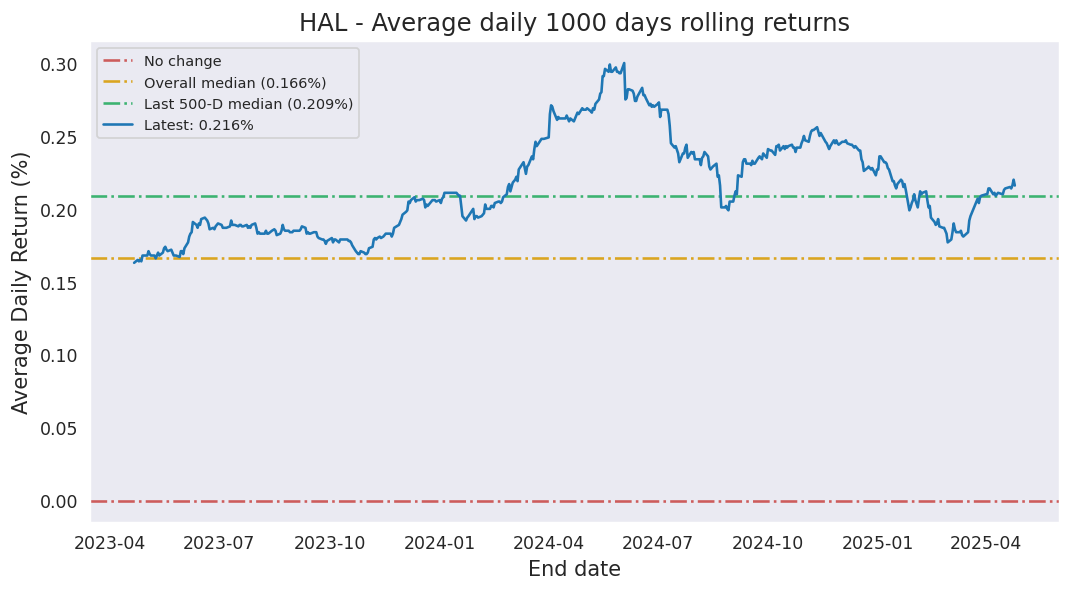 HAL - Average daily 1000 days rolling returns
No change
Overall median (0.166%)
Last 500-D median (0.209%)
Latest: 0.216%
Average Daily Return (%)
0.30
0.25
0.20
0.15
0.10
0.05
0.00
2023-04 2023-07 2023-10 2024-01 2024-04 2024-07 2024-10 2025-01 2025-04
End date